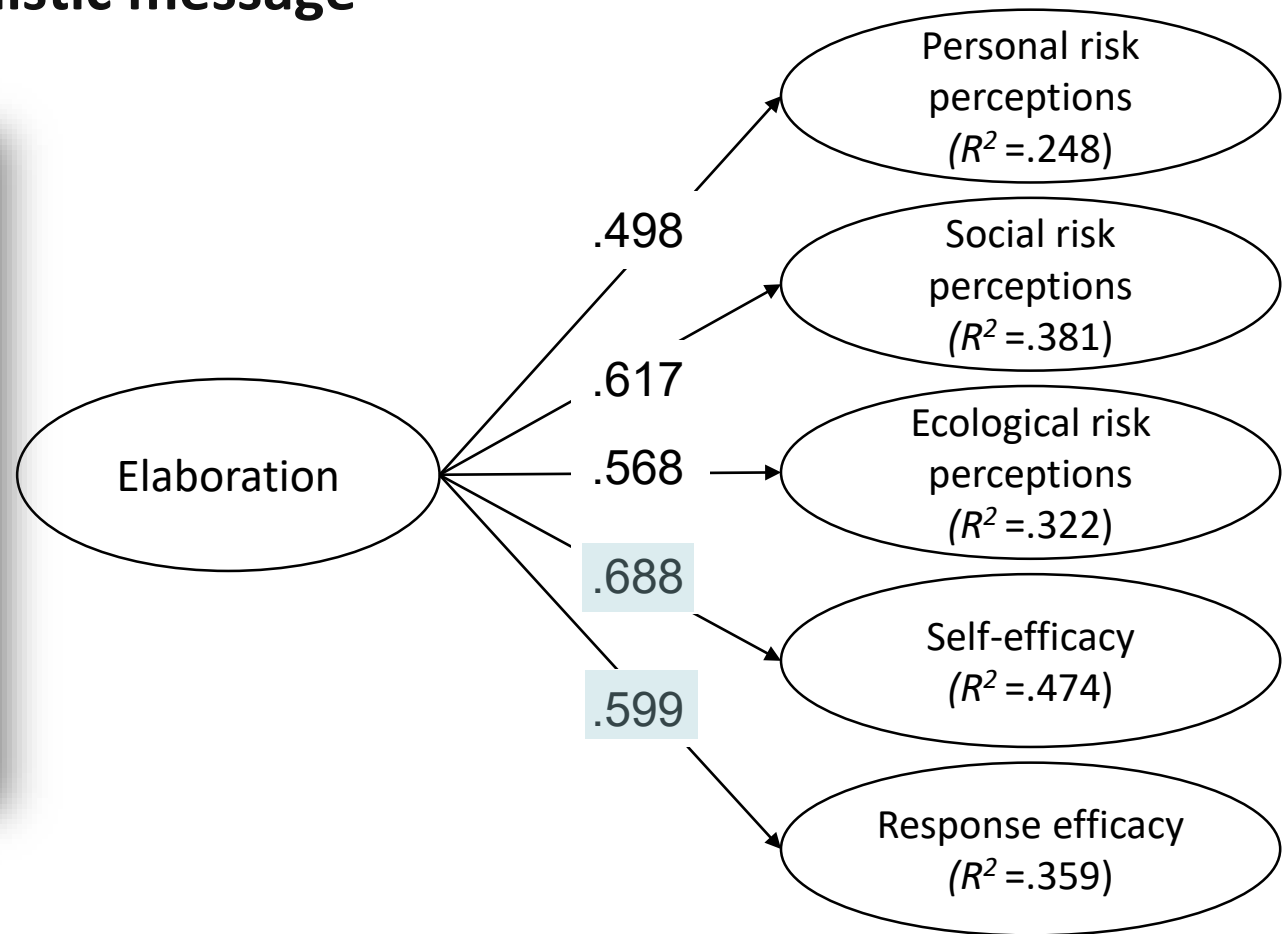 message
Personal risk
perceptions
(R² =.248)
.498
Social risk
perceptions
(R² =.381)
.617
Elaboration
.568
Ecological risk
perceptions
(R² =.322)
.688
Self-efficacy
(R² =.474)
.599
Response efficacy
(R² =.359)